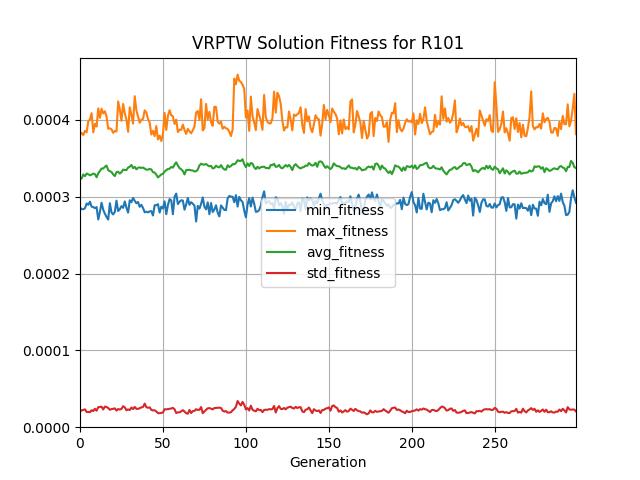 VRPTW Solution Fitness for R101
0.0004
0.0003
0.0002
0.0001
0.0000
min_fitness
max_fitness
avg_fitness
std_fitness
0 50 100 150 200 250
Generation